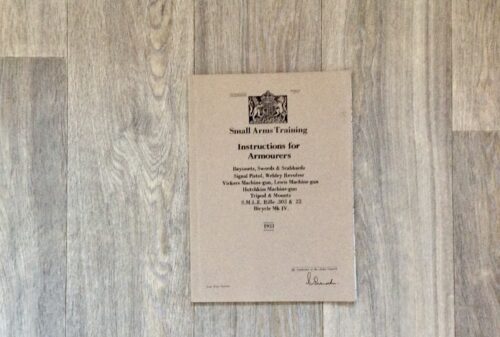 Small Arms Training
Instructions for
Armourers
Bayonets, Swords & Scabbards
Signal Pistol, Webley Revolver
Vickers Machine-gun, Lewis Machine-gun
Hotchkiss Machine-gun
Tripod & Mounts
S.M.L.E. Rifle .303 & .22
Bicycle Mk IV.